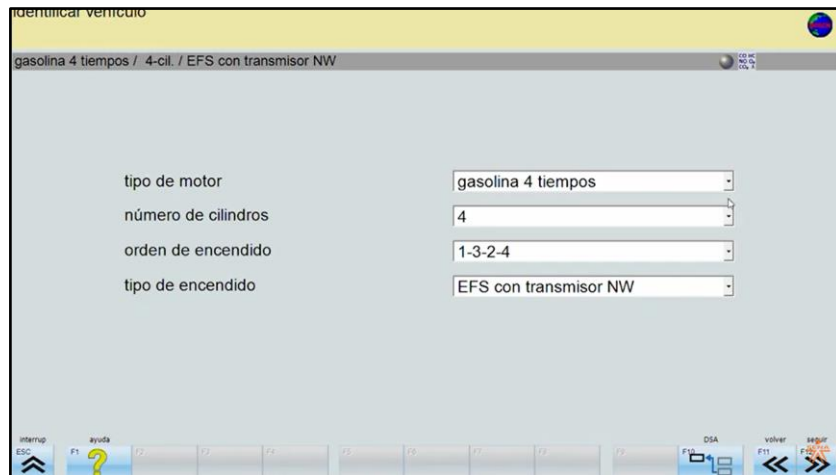 identificar vehículo
gasolina 4 tiempos / 4-cil. / EFS con transmisor NW
tipo de motor
gasolina 4 tiempos
número de cilindros
4
orden de encendido
1-3-2-4
tipo de encendido
EFS con transmisor NW
interrup
ayuda
DSA
volver
seguir
ESC
F1
F2
F3
F4
F5
F6
F7
F8
F9
F10
F11
F12